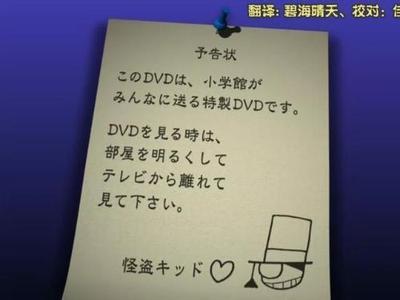 翻译: 碧海晴天、校对:
予告状
このDVDは、小学館が
みんなに送る特製DVDです。
DVDを見る時は、
部屋を明るくして
テレビから離れて
見て下さい。
怪盗キッド♡